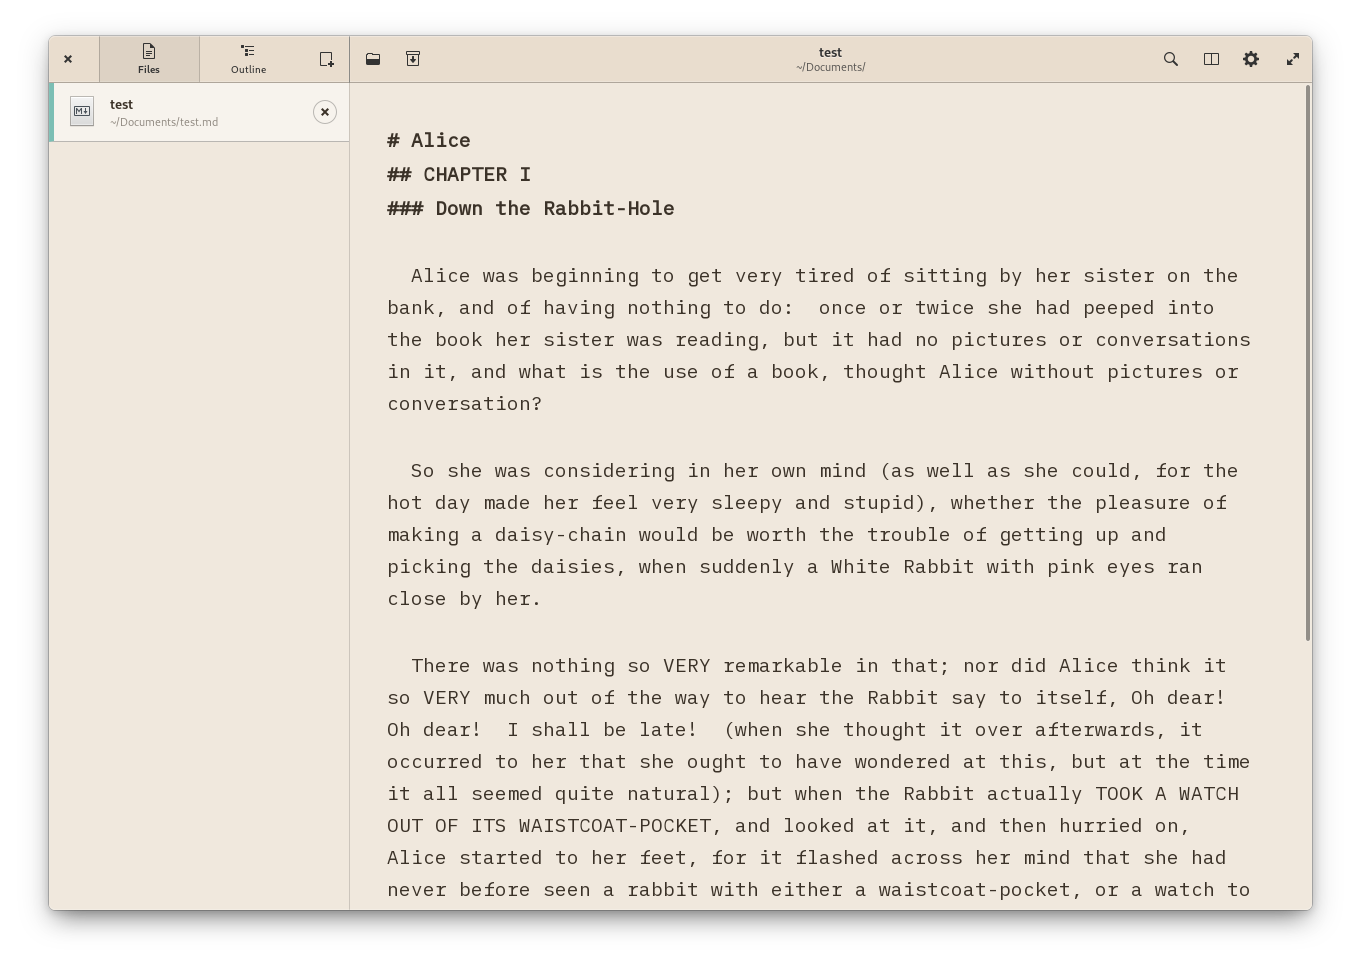 Files
Outline
test
~/Documents/
test
~/Documents/test.md
M
# Alice
## CHAPTER I
### Down the Rabbit-Hole
Alice was beginning to get very tired of sitting by her sister on the
bank, and of having nothing to do:  once or twice she had peeped into
the book her sister was reading, but it had no pictures or conversations
in it, and what is the use of a book, thought Alice without pictures or
conversation?
So she was considering in her own mind (as well as she could, for the
hot day made her feel very sleepy and stupid), whether the pleasure of
making a daisy-chain would be worth the trouble of getting up and
picking the daisies, when suddenly a White Rabbit with pink eyes ran
close by her.
There was nothing so VERY remarkable in that; nor did Alice think it
so VERY much out of the way to hear the Rabbit say to itself, Oh dear!
Oh dear!  I shall be late!  (when she thought it over afterwards, it
occurred to her that she ought to have wondered at this, but at the time
it all seemed quite natural); but when the Rabbit actually TOOK A WATCH
OUT OF ITS WAISTCOAT-POCKET, and looked at it, and then hurried on,
Alice started to her feet, for it flashed across her mind that she had
never before seen a rabbit with either a waistcoat-pocket, or a watch to